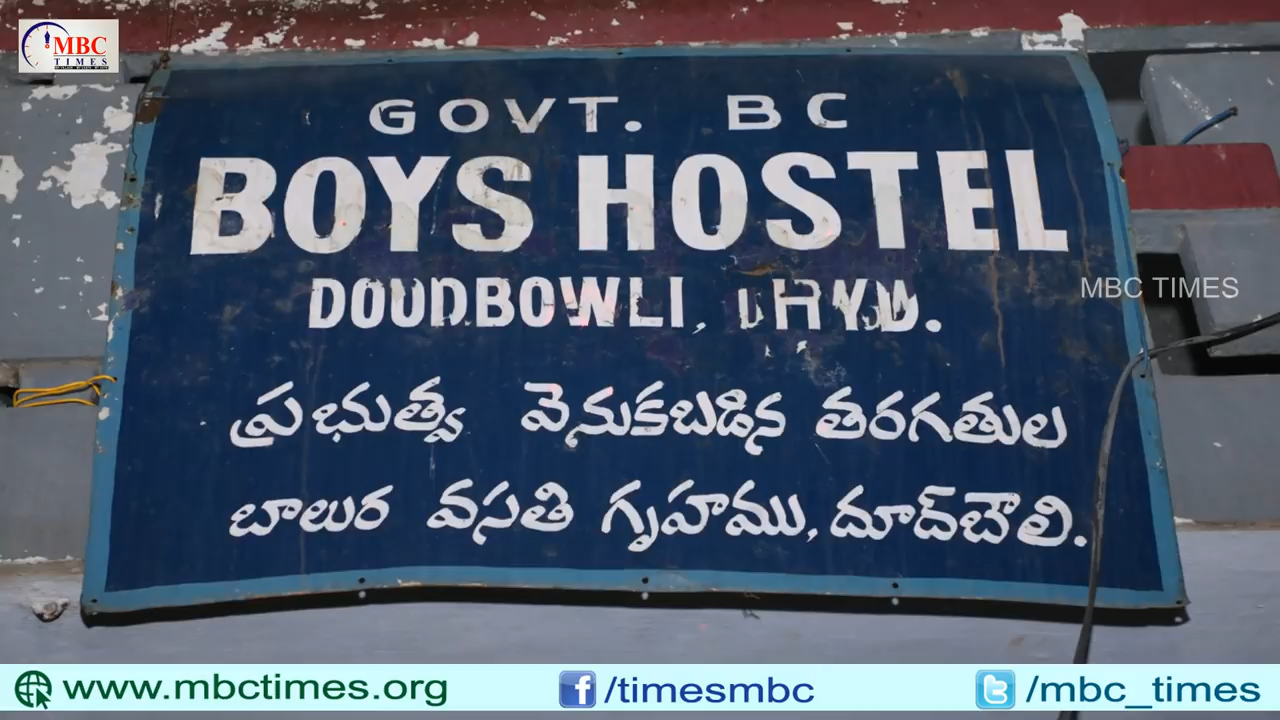 MBC
TIMES
GOVT. BC
BOYS HOSTEL
DOUDBOWLI, HYD.
MBC TIMES
ప్రభుత్వ వెనుకబడిన తరగతుల
బాలుర వసతి గృహము, దూద్‌బౌలి.
www.mbctimes.org
/timesmbc
/mbc_times